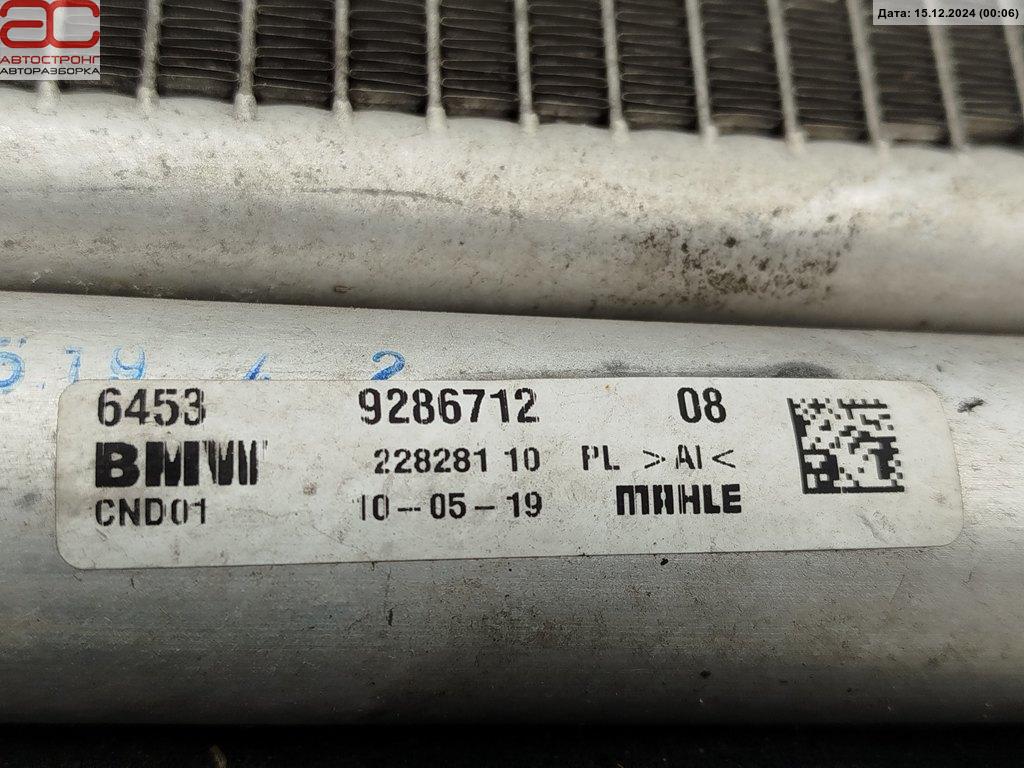 Дата: 15.12.2024 (00:06)
АС
АВТОСТРОНГ
АВТОРАЗБОРКА
6453 9286712 08
BMW 228281 10 PL >Al<
CND01 10-05-19 MAHLE